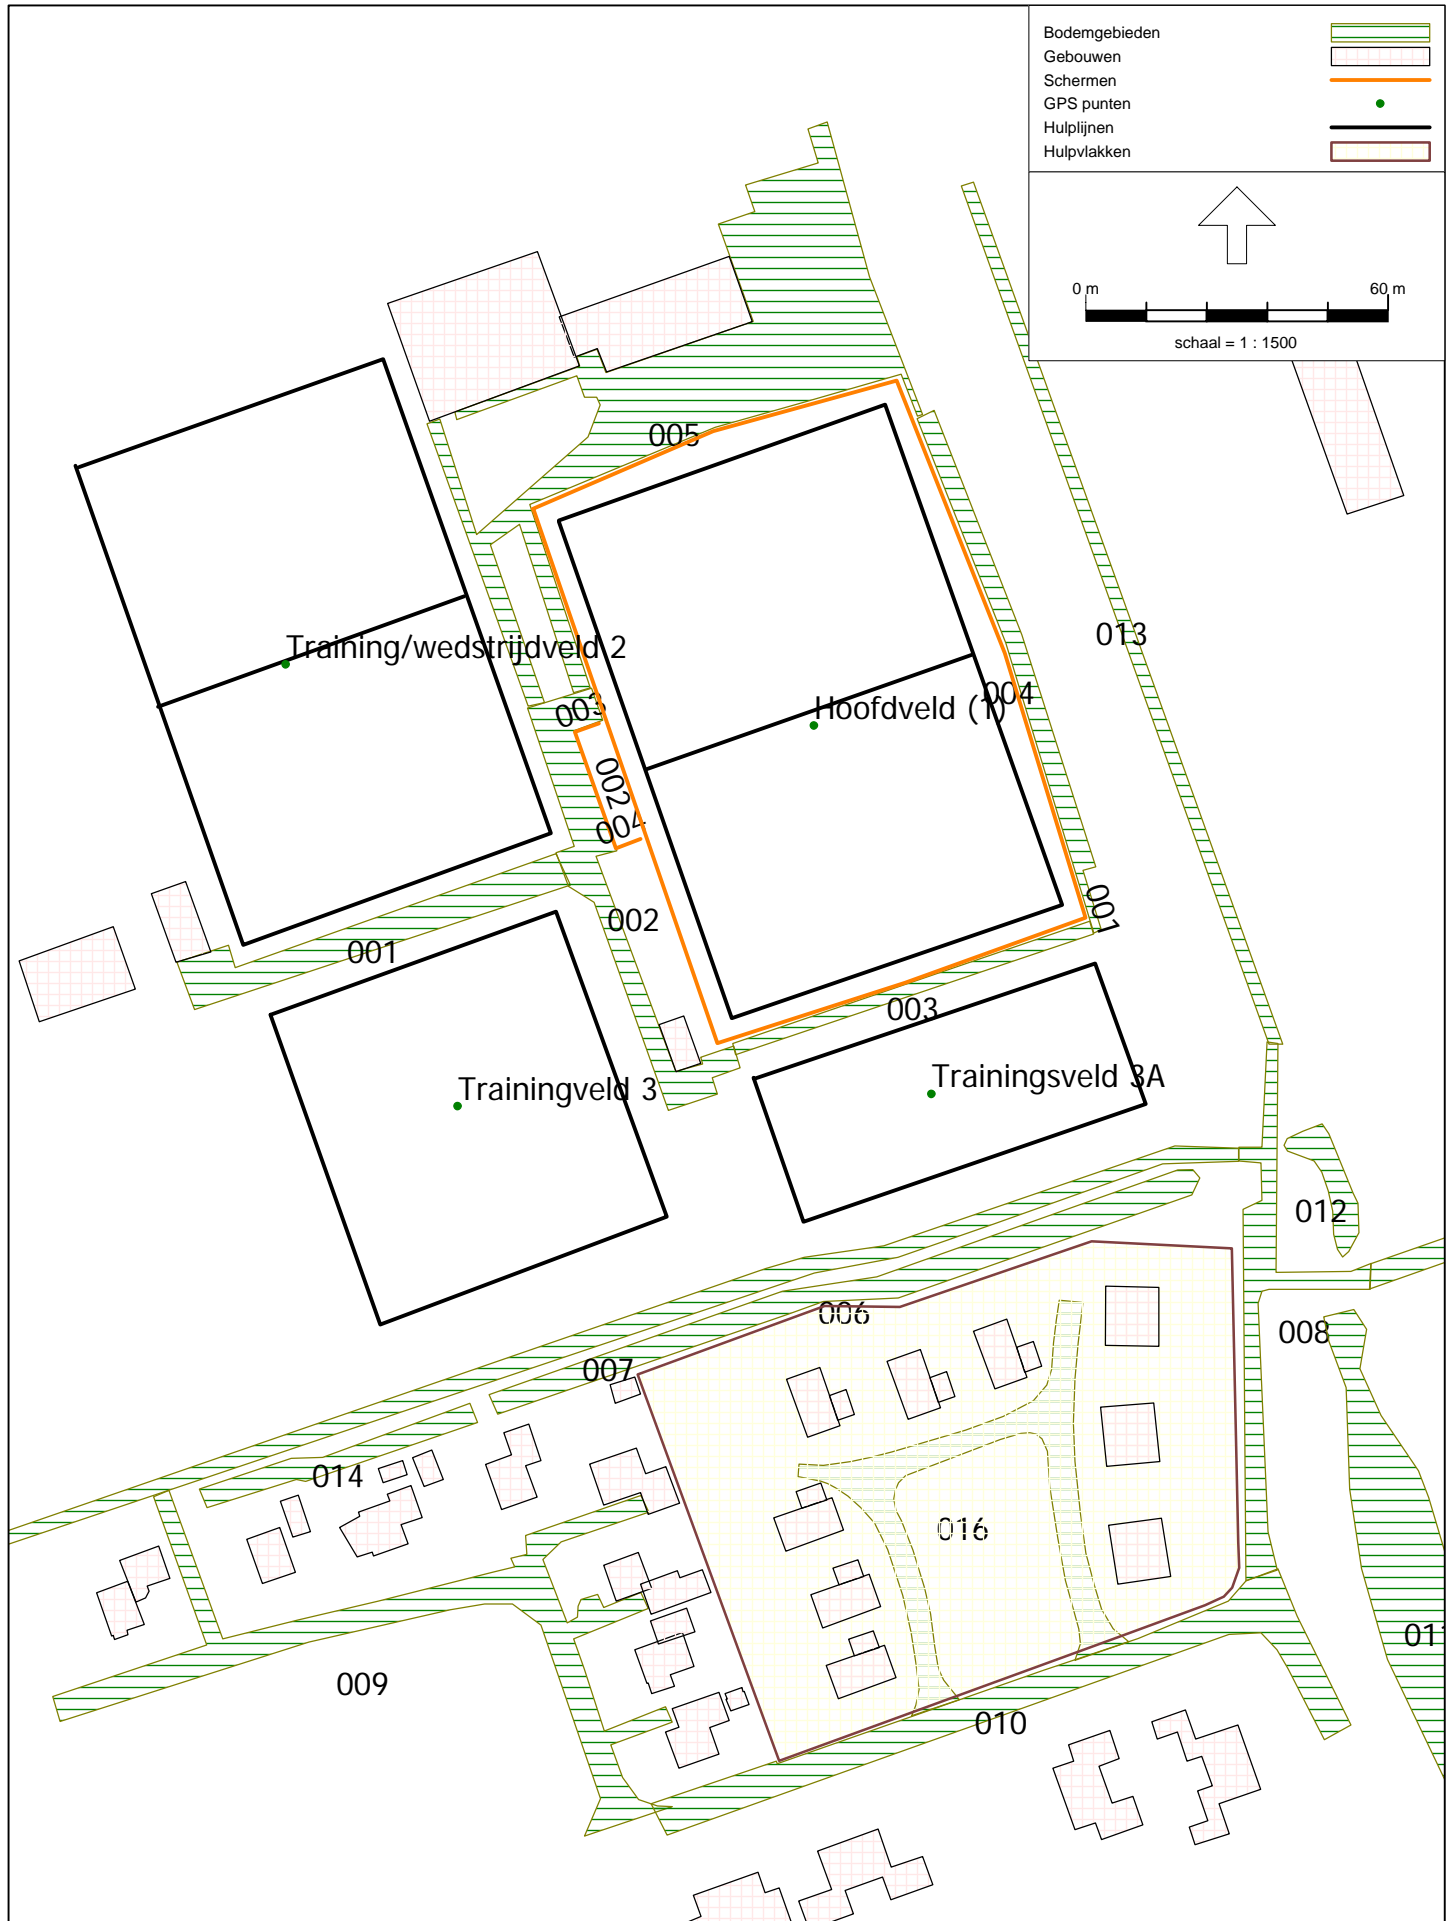 Bodemgebieden
Gebouwen
Schermen
GPS punten
Hulplijnen
Hulpvlakken
0 m
60 m
schaal = 1 : 1500
005
013
Training/wedstrijdveld 2
004
003
Hoofdveld (1)
002
004
001
002
001
003
Trainingsveld 3A
Trainingveld 3
012
006
008
007
014
016
011
009
010